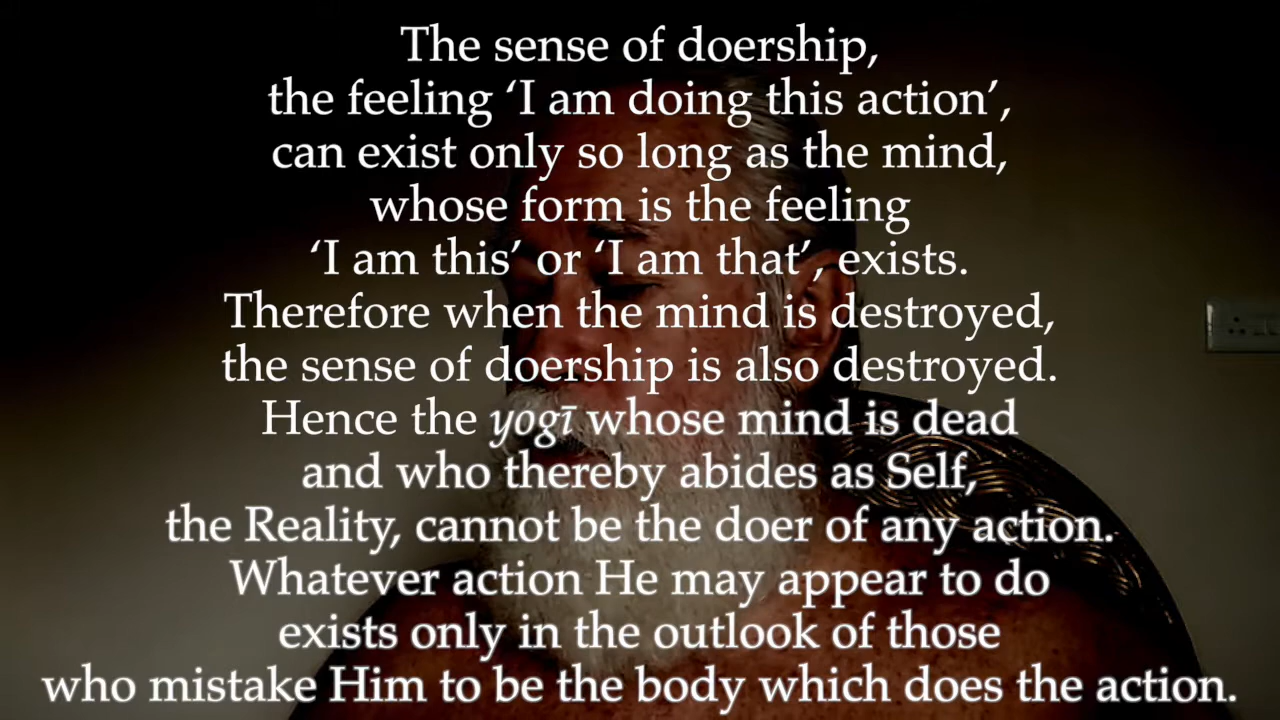 The sense of doership,
the feeling ‘I am doing this action’,
can exist only so long as the mind,
whose form is the feeling
‘I am this’ or ‘I am that’, exists.
Therefore when the mind is destroyed,
the sense of doership is also destroyed.
Hence the yogī whose mind is dead
and who thereby abides as Self,
the Reality, cannot be the doer of any action.
Whatever action He may appear to do
exists only in the outlook of those
who mistake Him to be the body which does the action.